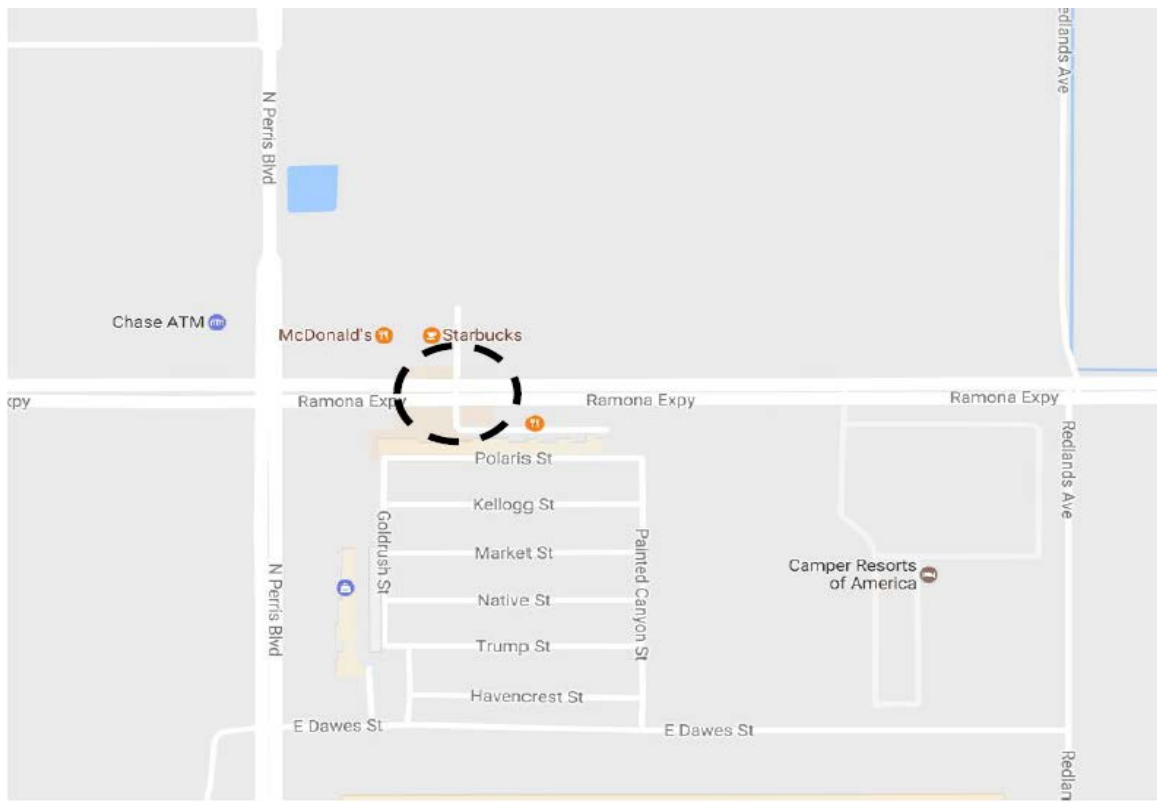 edlands Ave
N Perris Blvd
Chase ATM
McDonald's
Starbucks
xpy
Ramona Expy
Ramona Expy
Ramona Expy
Polaris St
Redlands Ave
Kellogg St
Goldrush St
Market St
Painted Canyon St
Camper Resorts
of America
N Perris Blvd
Native St
Trump St
Havencrest St
E Dawes St
E Dawes St
Redlan